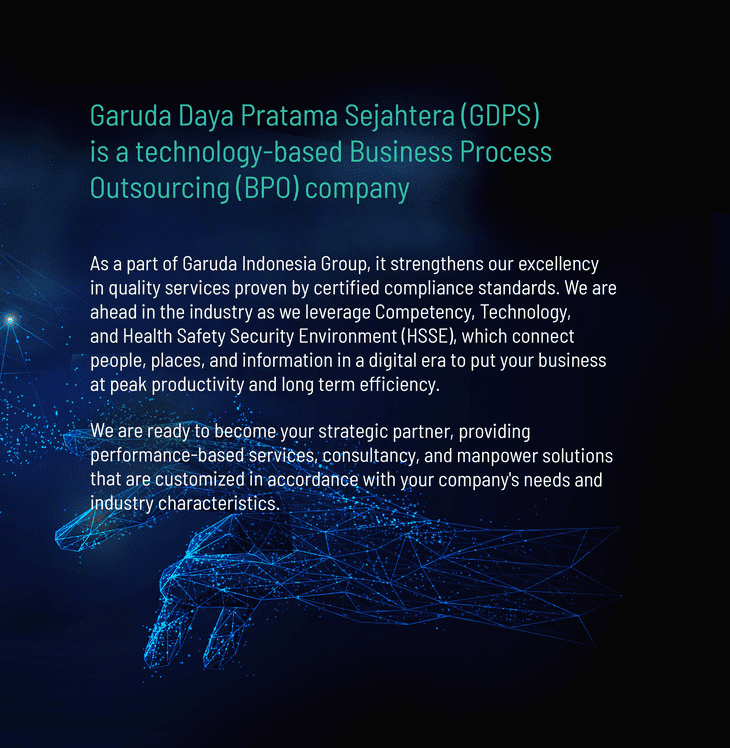 Garuda Daya Pratama Sejahtera (GDPS)
is a technology-based Business Process
Outsourcing (BPO) company
As a part of Garuda Indonesia Group, it strengthens our excellency
in quality services proven by certified compliance standards. We are
ahead in the industry as we leverage Competency, Technology,
and Health Safety Security Environment (HSSE), which connect
people, places, and information in a digital era to put your business
at peak productivity and long term efficiency.
We are ready to become your strategic partner, providing
performance-based services, consultancy, and manpower solutions
that are customized in accordance with your company's needs and
industry characteristics.